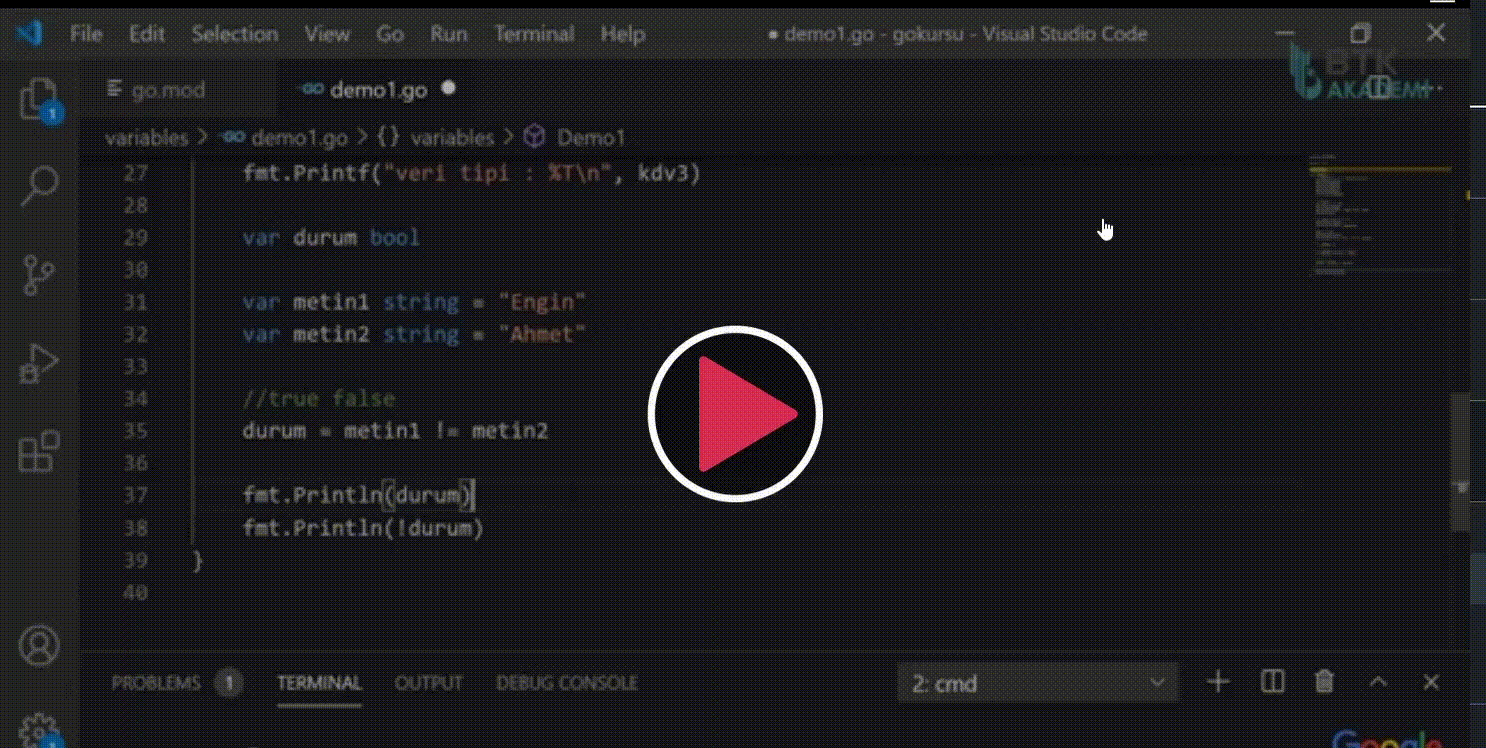 File Edit Selection View Go Run Terminal Help ● demo1.go - gokursu - Visual Studio Code
BTK
AKADEMİ
1 go.mod demo1.go ●
variables > demo1.go > {} variables > Demo1
27 fmt.Printf("veri tipi : %T\n", kdv3)
28
29 var durum bool
30
31 var metin1 string = "Engin"
32 var metin2 string = "Ahmet"
33
34 //true false
35 durum = metin1 != metin2
36
37 fmt.Println(durum)
38 fmt.Println(!durum)
39 }
40
PROBLEMS 1 TERMINAL OUTPUT DEBUG CONSOLE 2: cmd
1
Google